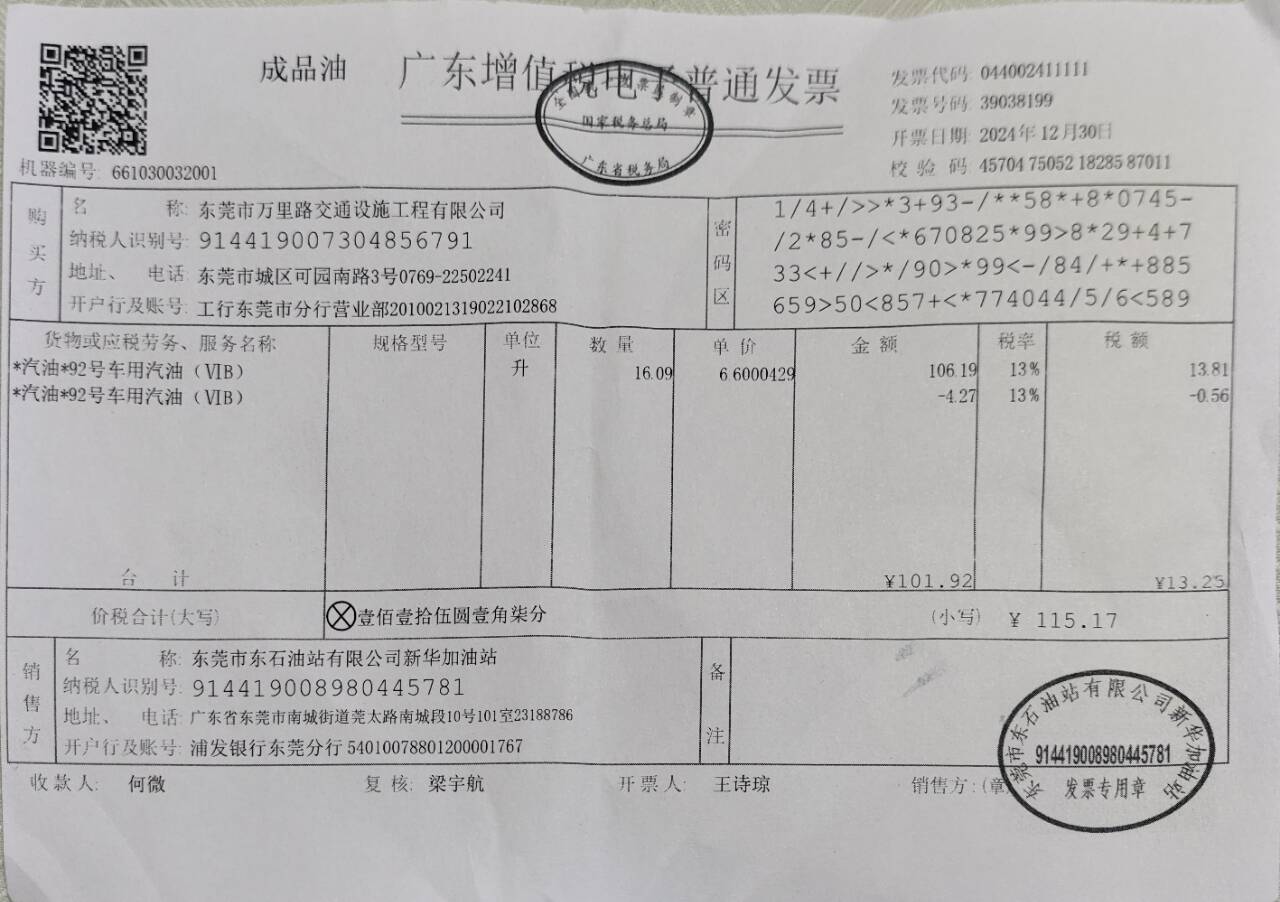 成品油
广东增值税电子普通发票
全国统一发票监制章
国家税务总局
广东省税务局
发票代码: 044002411111
发票号码: 39038199
开票日期: 2024年12月30日
校验码: 45704 75052 18285 87011
机器编号: 661030032001
购买方
名称: 东莞市万里路交通设施工程有限公司
纳税人识别号: 914419007304856791
地址、电话: 东莞市城区可园南路3号0769-22502241
开户行及账号: 工行东莞市分行营业部2010021319022102868
密码区
1/4+/>>*3+93-/**58*+8*0745-
/2*85-/<*670825*99>8*29+4+7
33<+//>*/90>*99<-/84/+*+885
659>50<857+<*774044/5/6<589
货物或应税劳务、服务名称 规格型号 单位 数量 单价 金额 税率 税额
*汽油*92号车用汽油（VIB） 升 16.09 6.6000429 106.19 13% 13.81
*汽油*92号车用汽油（VIB） -4.27 13% -0.56
合计 ¥101.92 ¥13.25
价税合计(大写) ⊗壹佰壹拾伍圆壹角柒分 (小写) ¥ 115.17
销售方
名称: 东莞市东石油站有限公司新华加油站
纳税人识别号: 914419008980445781
地址、电话: 广东省东莞市南城街道莞太路南城段10号101室23188786
开户行及账号: 浦发银行东莞分行 54010078801200001767
备注
收款人: 何微 复核: 梁宇航 开票人: 王诗琼 销售方: (章)
东莞市东石油站有限公司新华加油站
914419008980445781
发票专用章